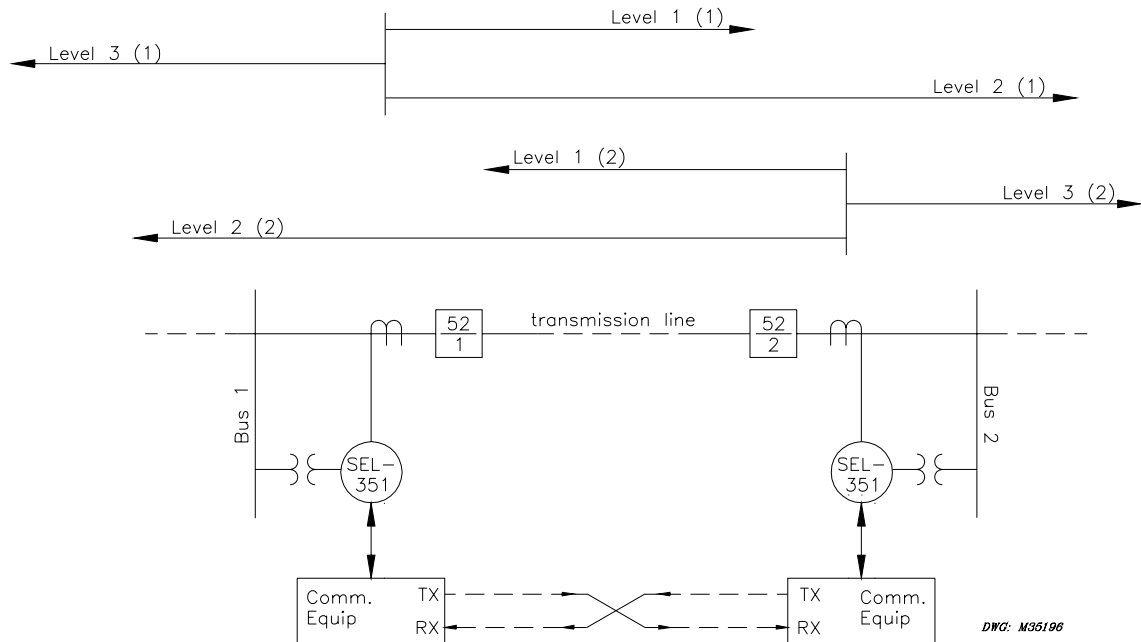 Level 1 (1)
Level 3 (1)
Level 2 (1)
Level 1 (2)
Level 3 (2)
Level 2 (2)
52
1
transmission line
52
2
Bus 1
Bus 2
SEL-
351
SEL-
351
Comm.
Equip
TX
RX
TX
RX
Comm.
Equip
DWG: M35196